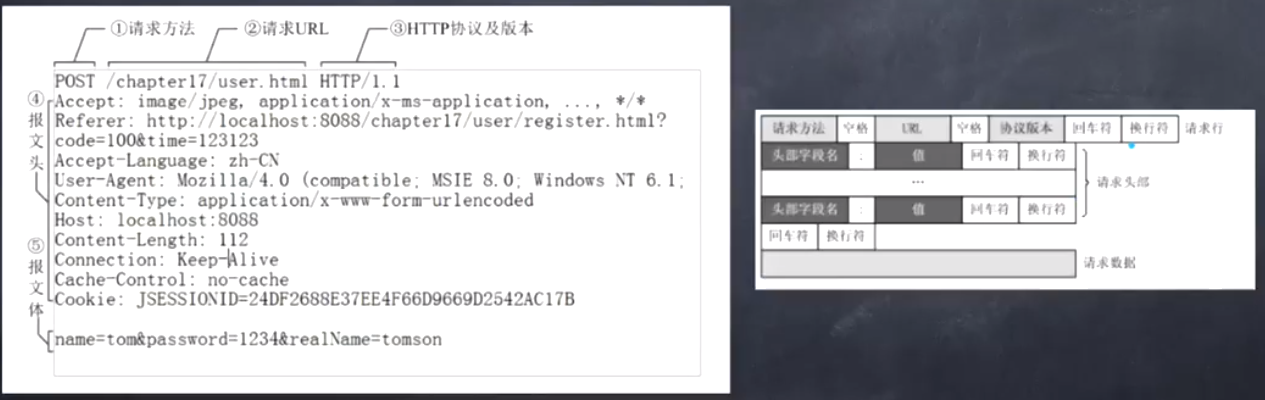 ①请求方法 ②请求URL ③HTTP协议及版本
POST /chapter17/user.html HTTP/1.1
④报文头
Accept: image/jpeg, application/x-ms-application, ..., */*
Referer: http://localhost:8088/chapter17/user/register.html?
code=100&time=123123
Accept-Language: zh-CN
User-Agent: Mozilla/4.0 (compatible; MSIE 8.0; Windows NT 6.1;
Content-Type: application/x-www-form-urlencoded
Host: localhost:8088
Content-Length: 112
Connection: Keep-Alive
Cache-Control: no-cache
Cookie: JSESSIONID=24DF2688E37EE4F66D9669D2542AC17B
⑤报文体
name=tom&password=1234&realName=tomson
请求方法 空格 URL 空格 协议版本 回车符 换行符 请求行
头部字段名 : 值 回车符 换行符
... 请求头部
头部字段名 : 值 回车符 换行符
回车符 换行符
请求数据